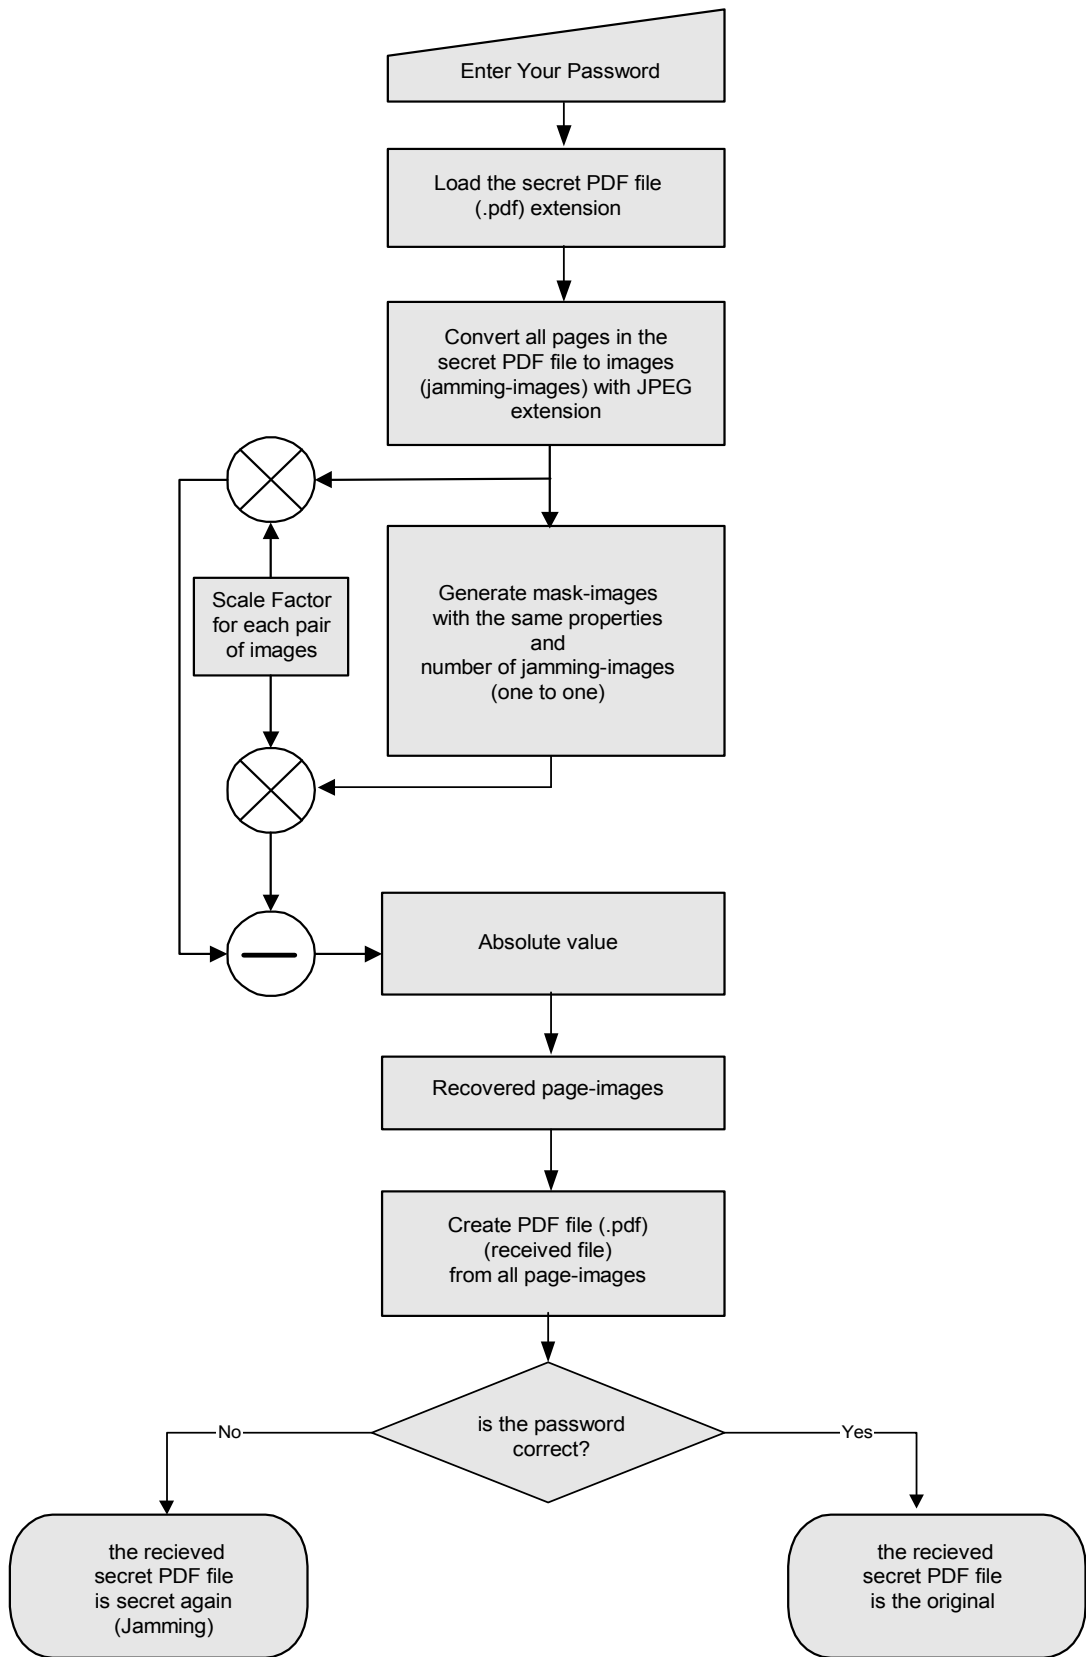 Enter Your Password
Load the secret PDF file
(.pdf) extension
Convert all pages in the
secret PDF file to images
(jamming-images) with JPEG
extension
Scale Factor
for each pair
of images
Generate mask-images
with the same properties
and
number of jamming-images
(one to one)
Absolute value
Recovered page-images
Create PDF file (.pdf)
(received file)
from all page-images
is the password
correct?
No
Yes
the recieved
secret PDF file
is secret again
(Jamming)
the recieved
secret PDF file
is the original